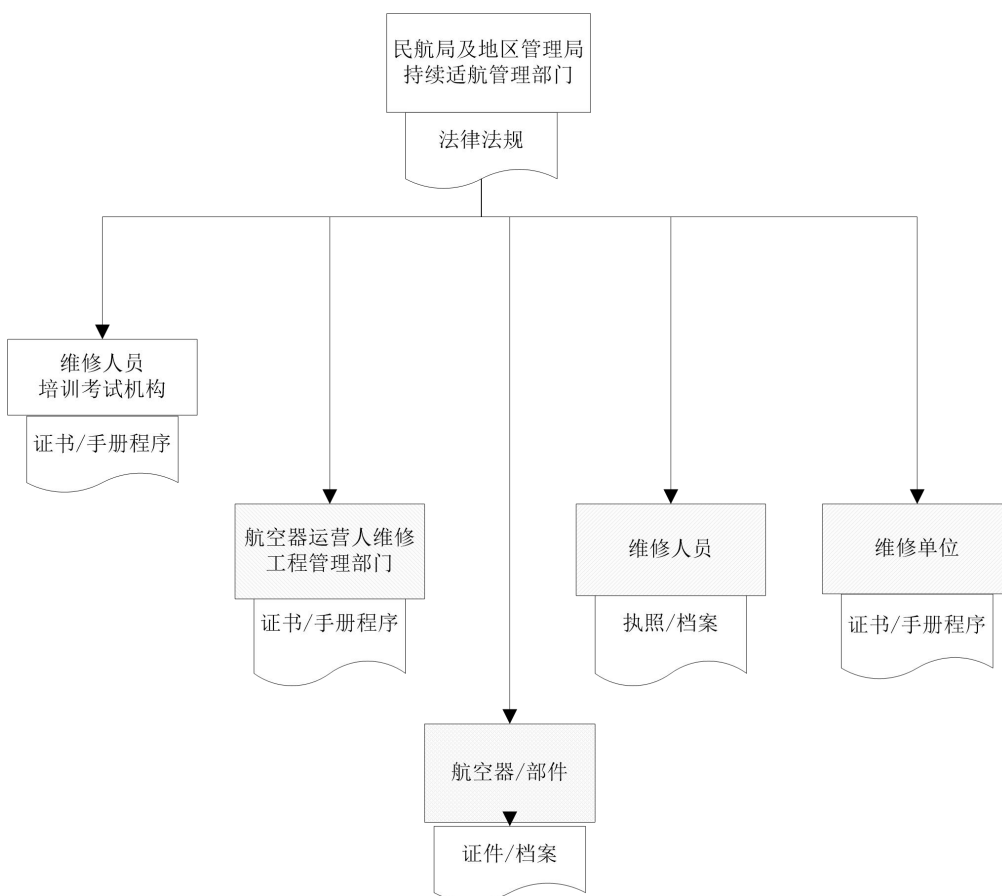 民航局及地区管理局
持续适航管理部门
法律法规
维修人员
培训考试机构
证书/手册程序
航空器运营人维修
工程管理部门
证书/手册程序
维修人员
执照/档案
维修单位
证书/手册程序
航空器/部件
证件/档案